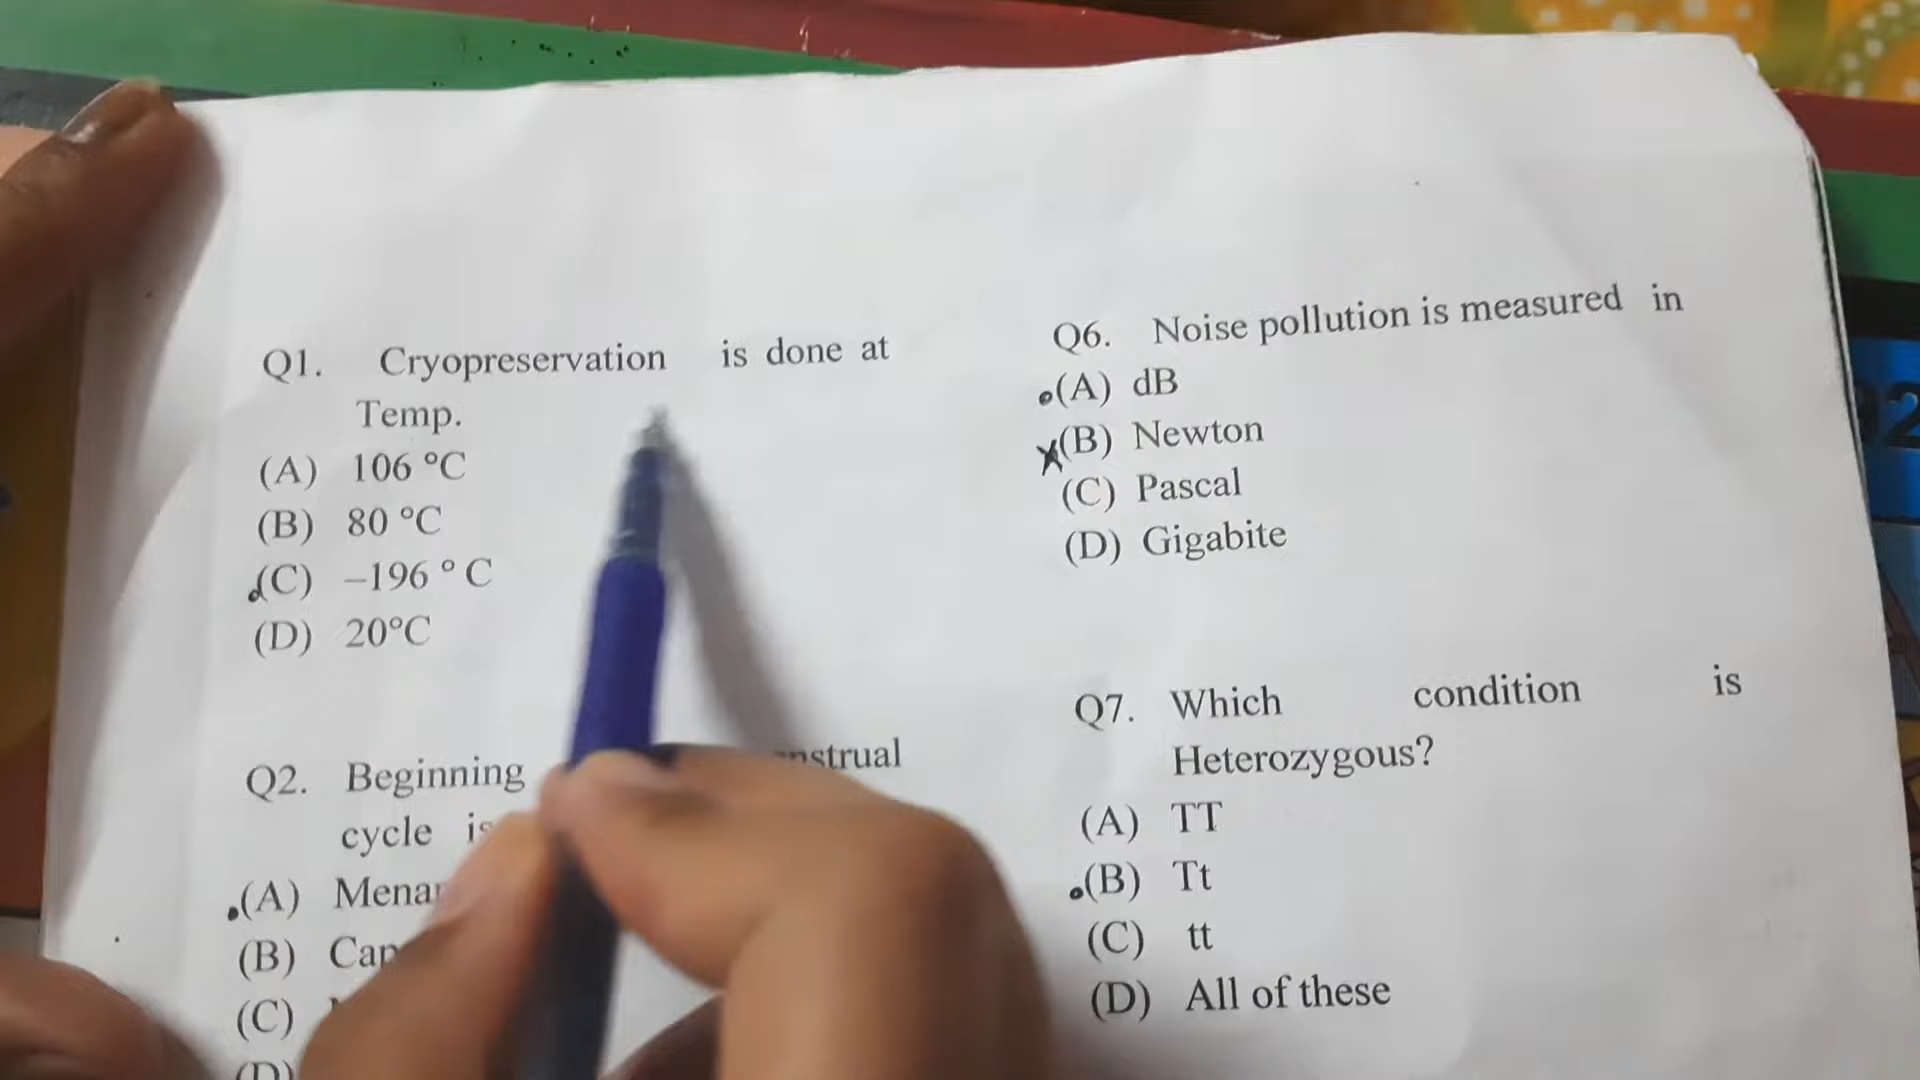 Q1. Cryopreservation is done at
Temp.
(A) 106 °C
(B) 80 °C
(C) –196 ° C
(D) 20°C
Q2. Beginning
cycle
(A)
(B)
(C)
(D)
Q6. Noise pollution is measured in
(A) dB
(B) Newton
(C) Pascal
(D) Gigabite
Q7. Which condition is
Heterozygous?
(A) TT
(B) Tt
(C) tt
(D) All of these
92